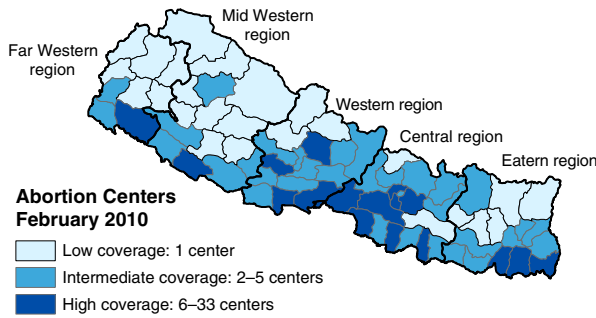 Mid Western
region
Far Western
region
Western region
Central region
Eatern region
Abortion Centers
February 2010
Low coverage: 1 center
Intermediate coverage: 2–5 centers
High coverage: 6–33 centers